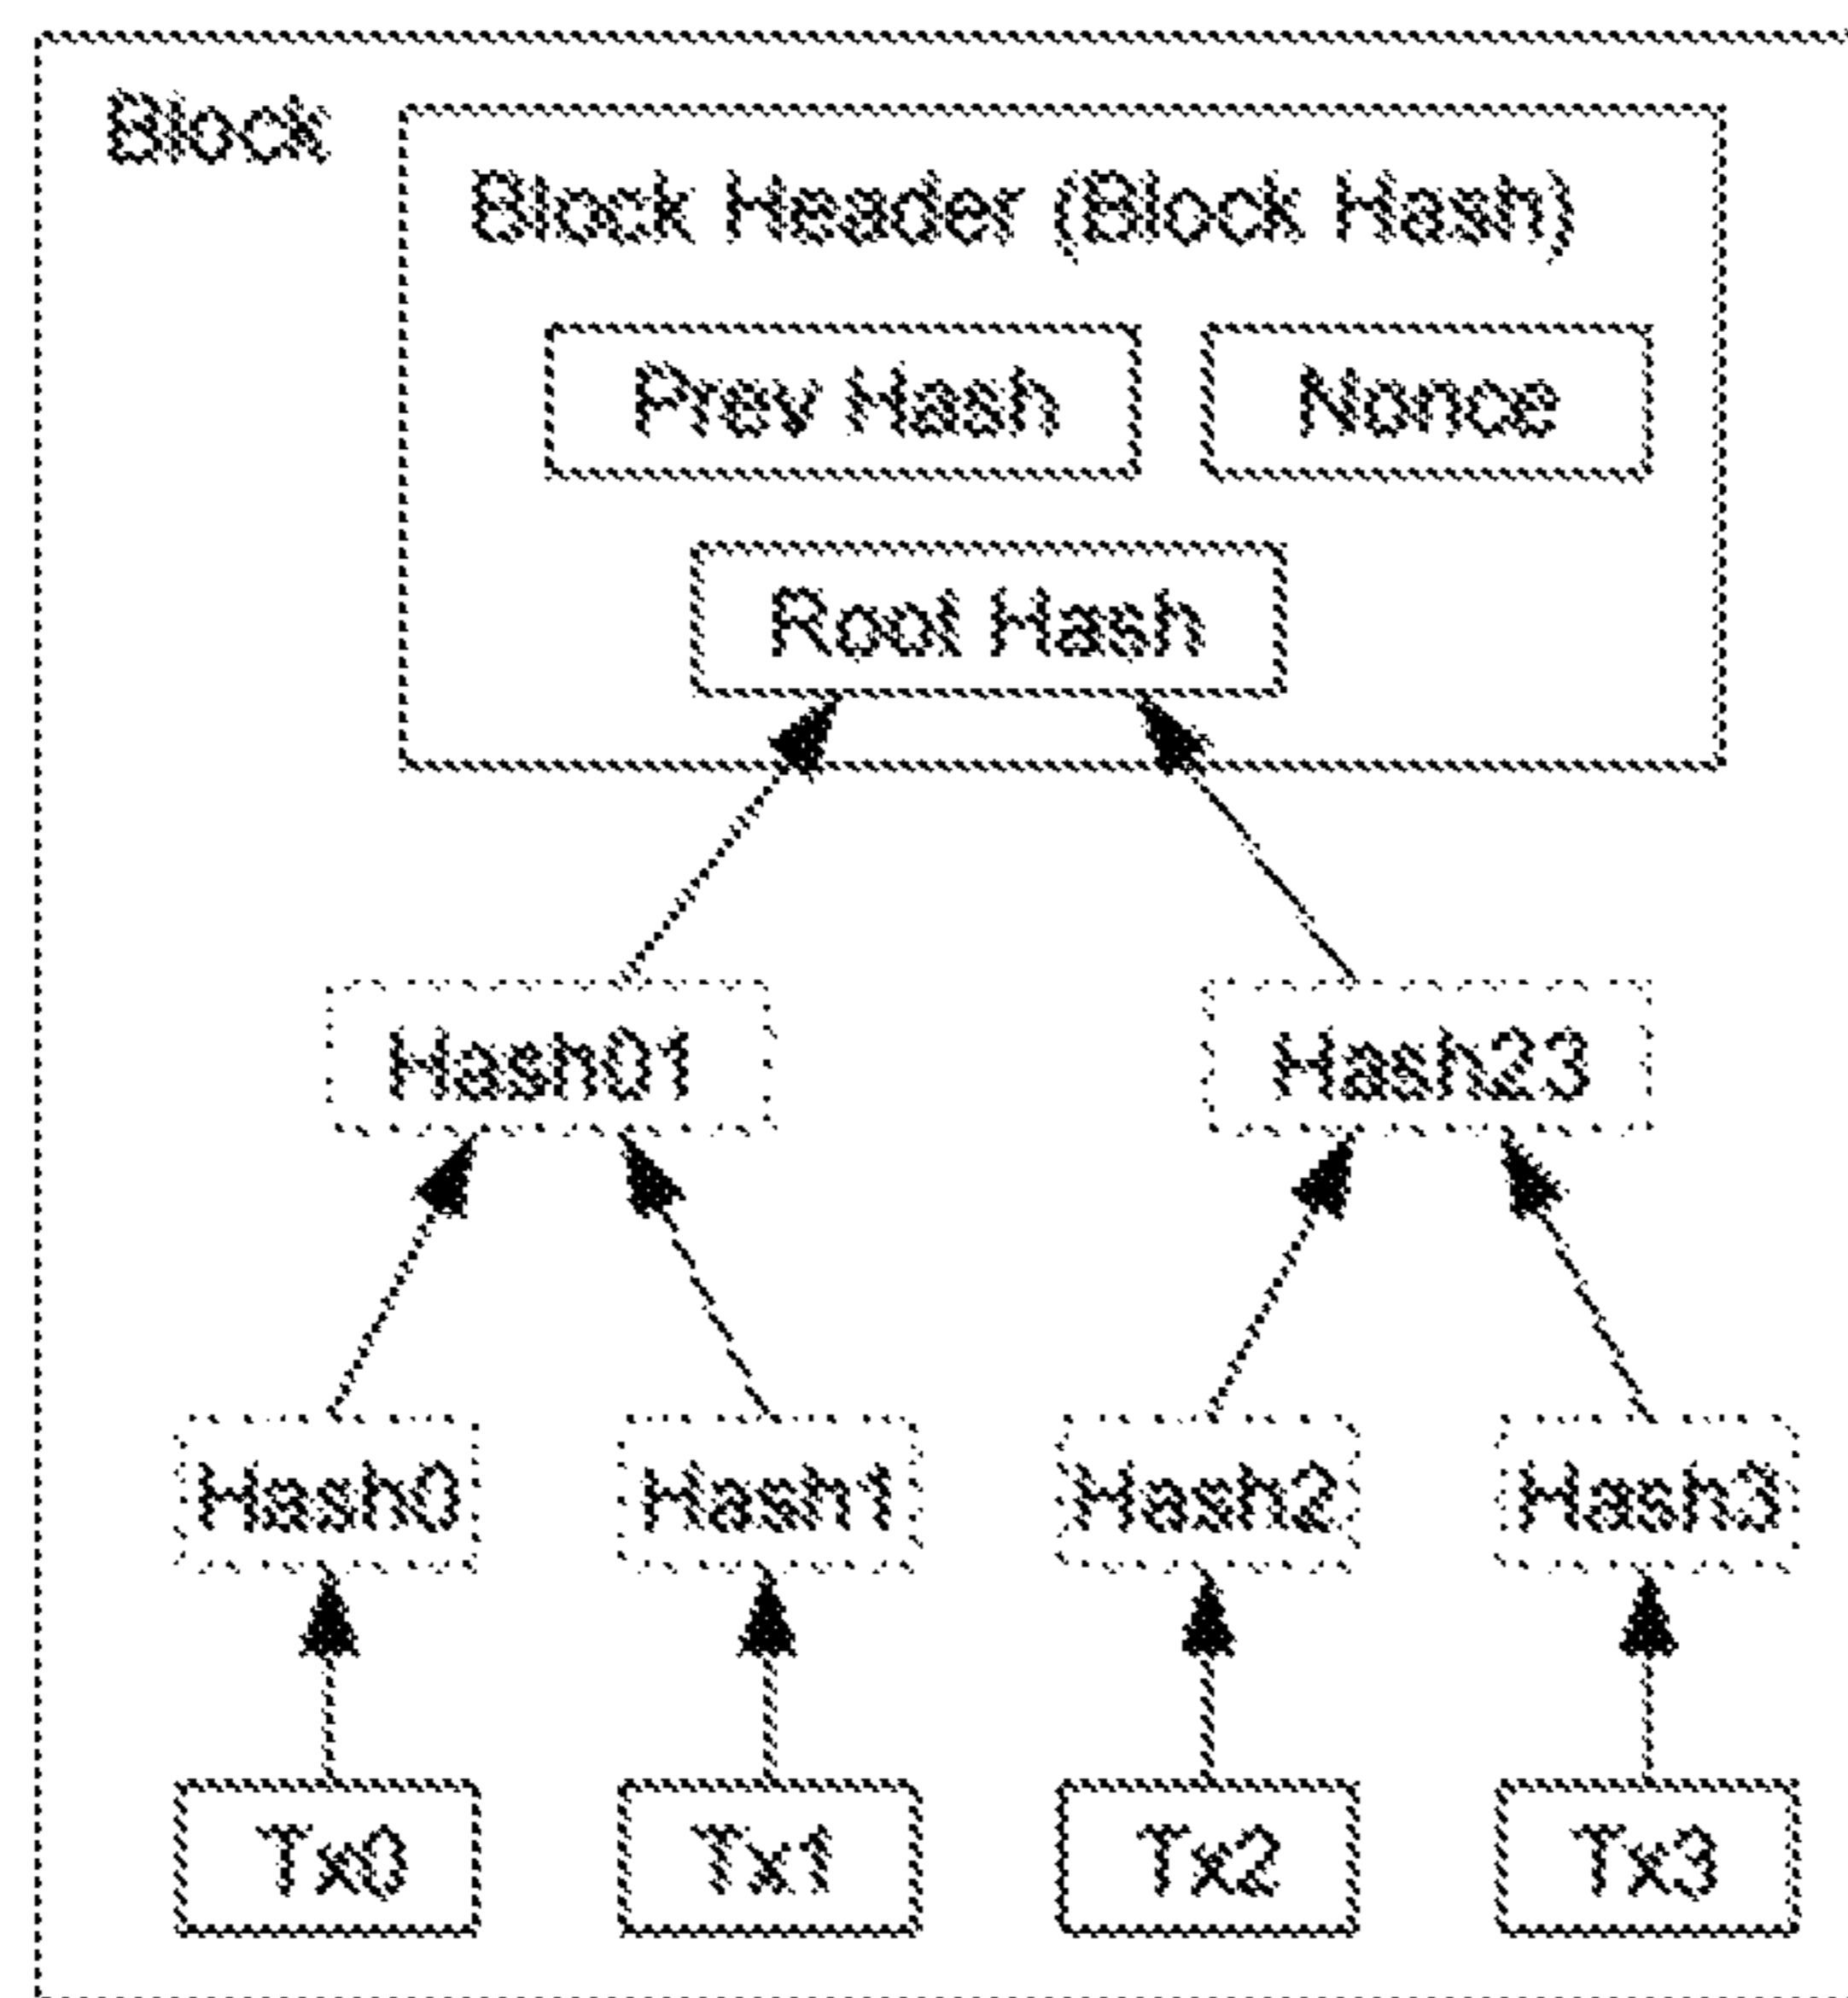 Block
Block Header (Block Hash)
Prev Hash
Nonce
Root Hash
Hash01
Hash23
Hash0
Hash1
Hash2
Hash3
Tx0
Tx1
Tx2
Tx3